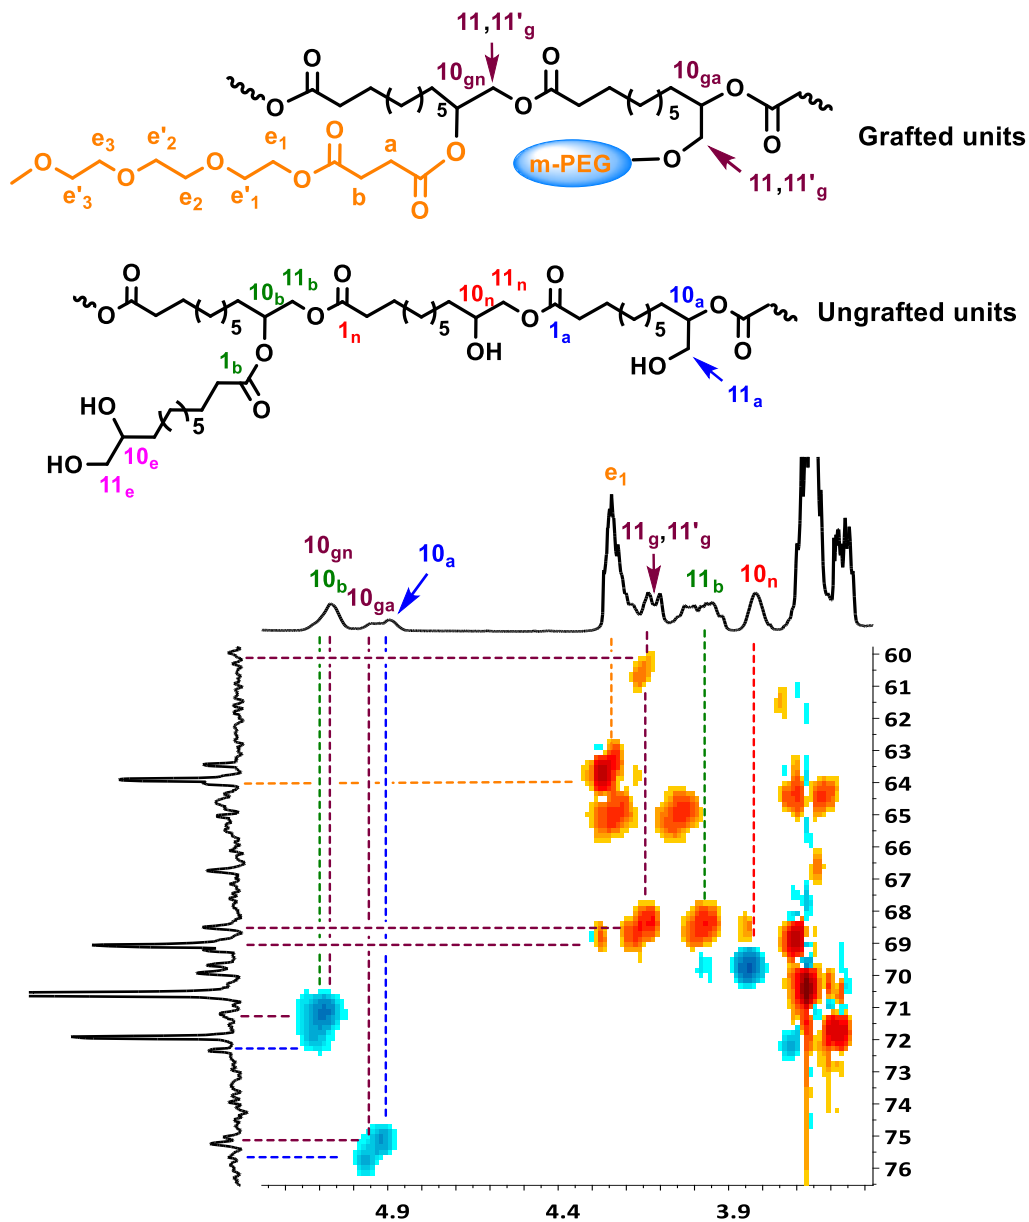 11,11'g
O O O
10gn 10ga
O
5 O 5
O O
Grafted units
e3 e'2 e1 O a O
O O m-PEG O
O O O
e'3 e2 e'1 b O
11,11'g
O 11b O 11n O
10b 10n 10a O
O 5 O 5 O 5
Ungrafted units
1n OH 1a O
O HO
1b 11a
HO O
5
HO 10e
11e
e1
11g,11'g
10gn
10b 10a 11b 10n
10ga
60
61
62
63
64
65
66
67
68
69
70
71
72
73
74
75
76
4.9 4.4 3.9